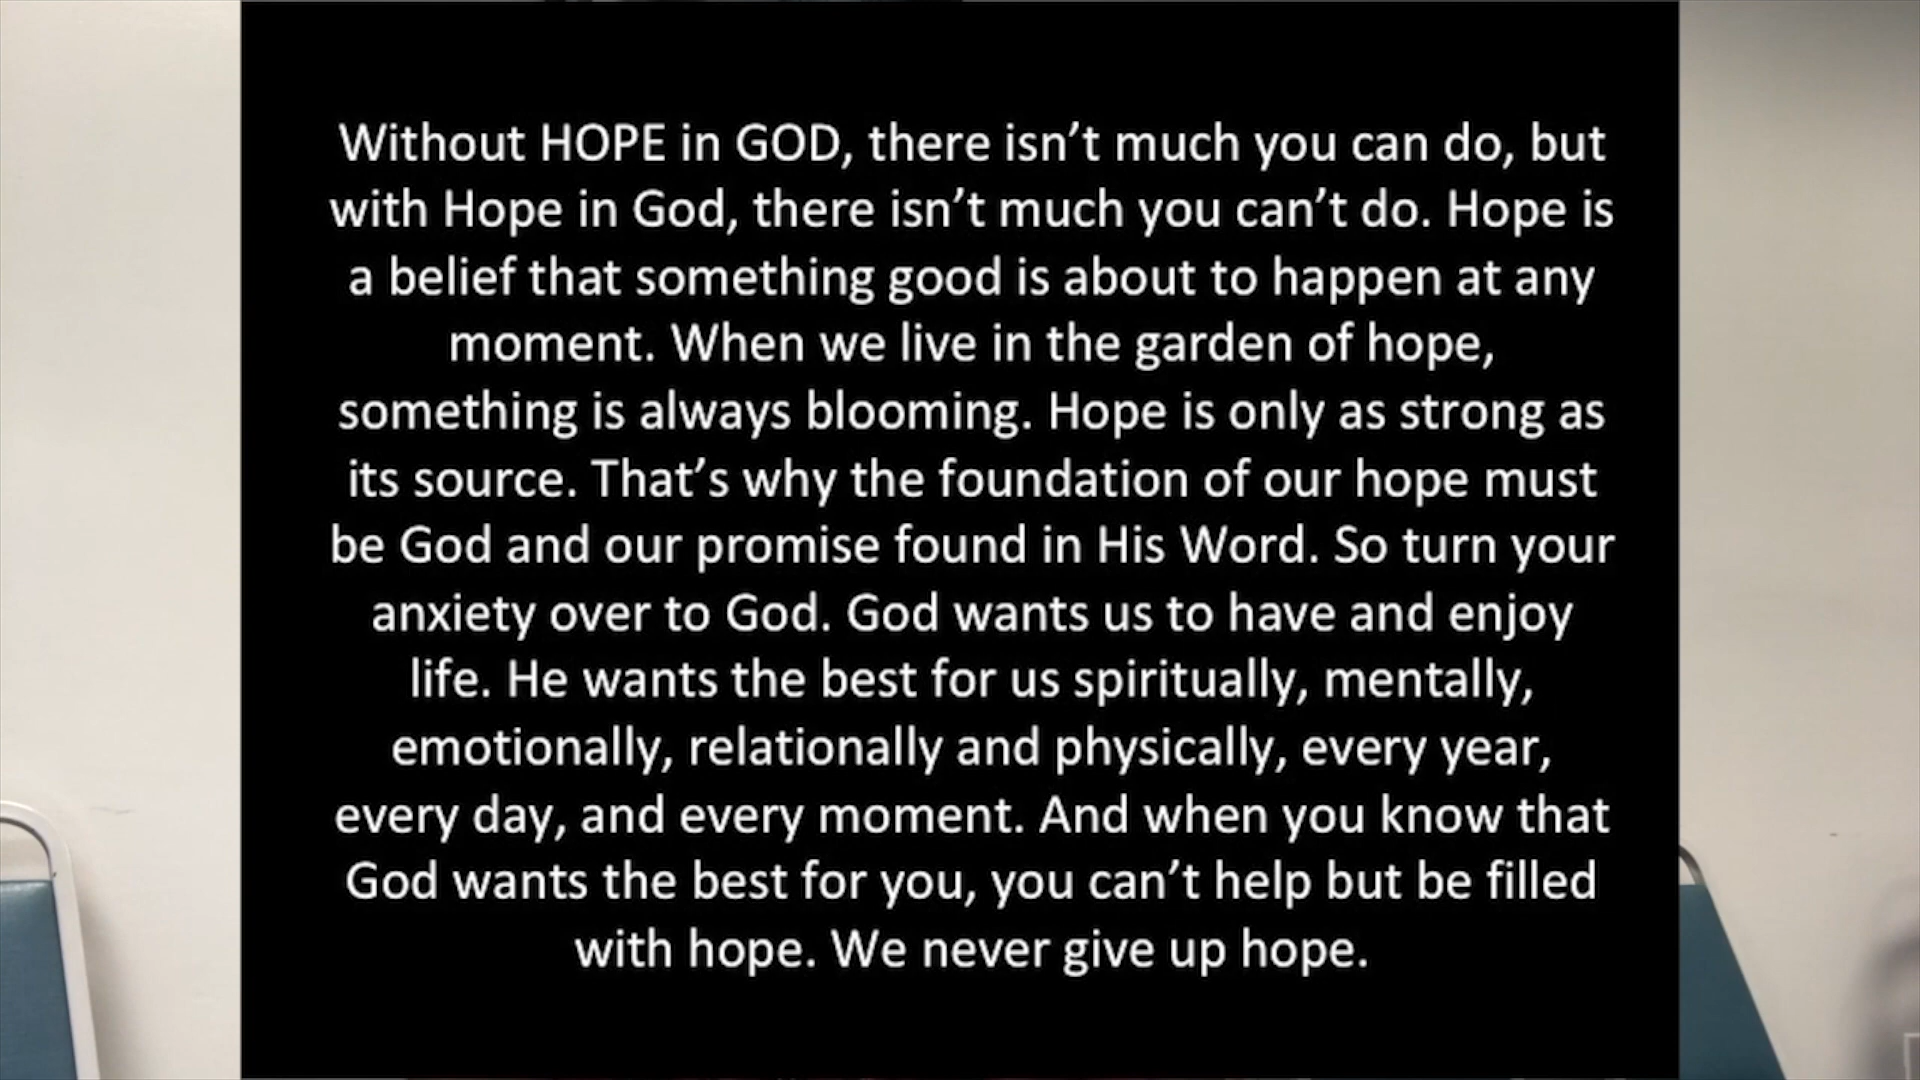 Without HOPE in GOD, there isn’t much you can do, but
with Hope in God, there isn’t much you can’t do. Hope is
a belief that something good is about to happen at any
moment. When we live in the garden of hope,
something is always blooming. Hope is only as strong as
its source. That’s why the foundation of our hope must
be God and our promise found in His Word. So turn your
anxiety over to God. God wants us to have and enjoy
life. He wants the best for us spiritually, mentally,
emotionally, relationally and physically, every year,
every day, and every moment. And when you know that
God wants the best for you, you can’t help but be filled
with hope. We never give up hope.